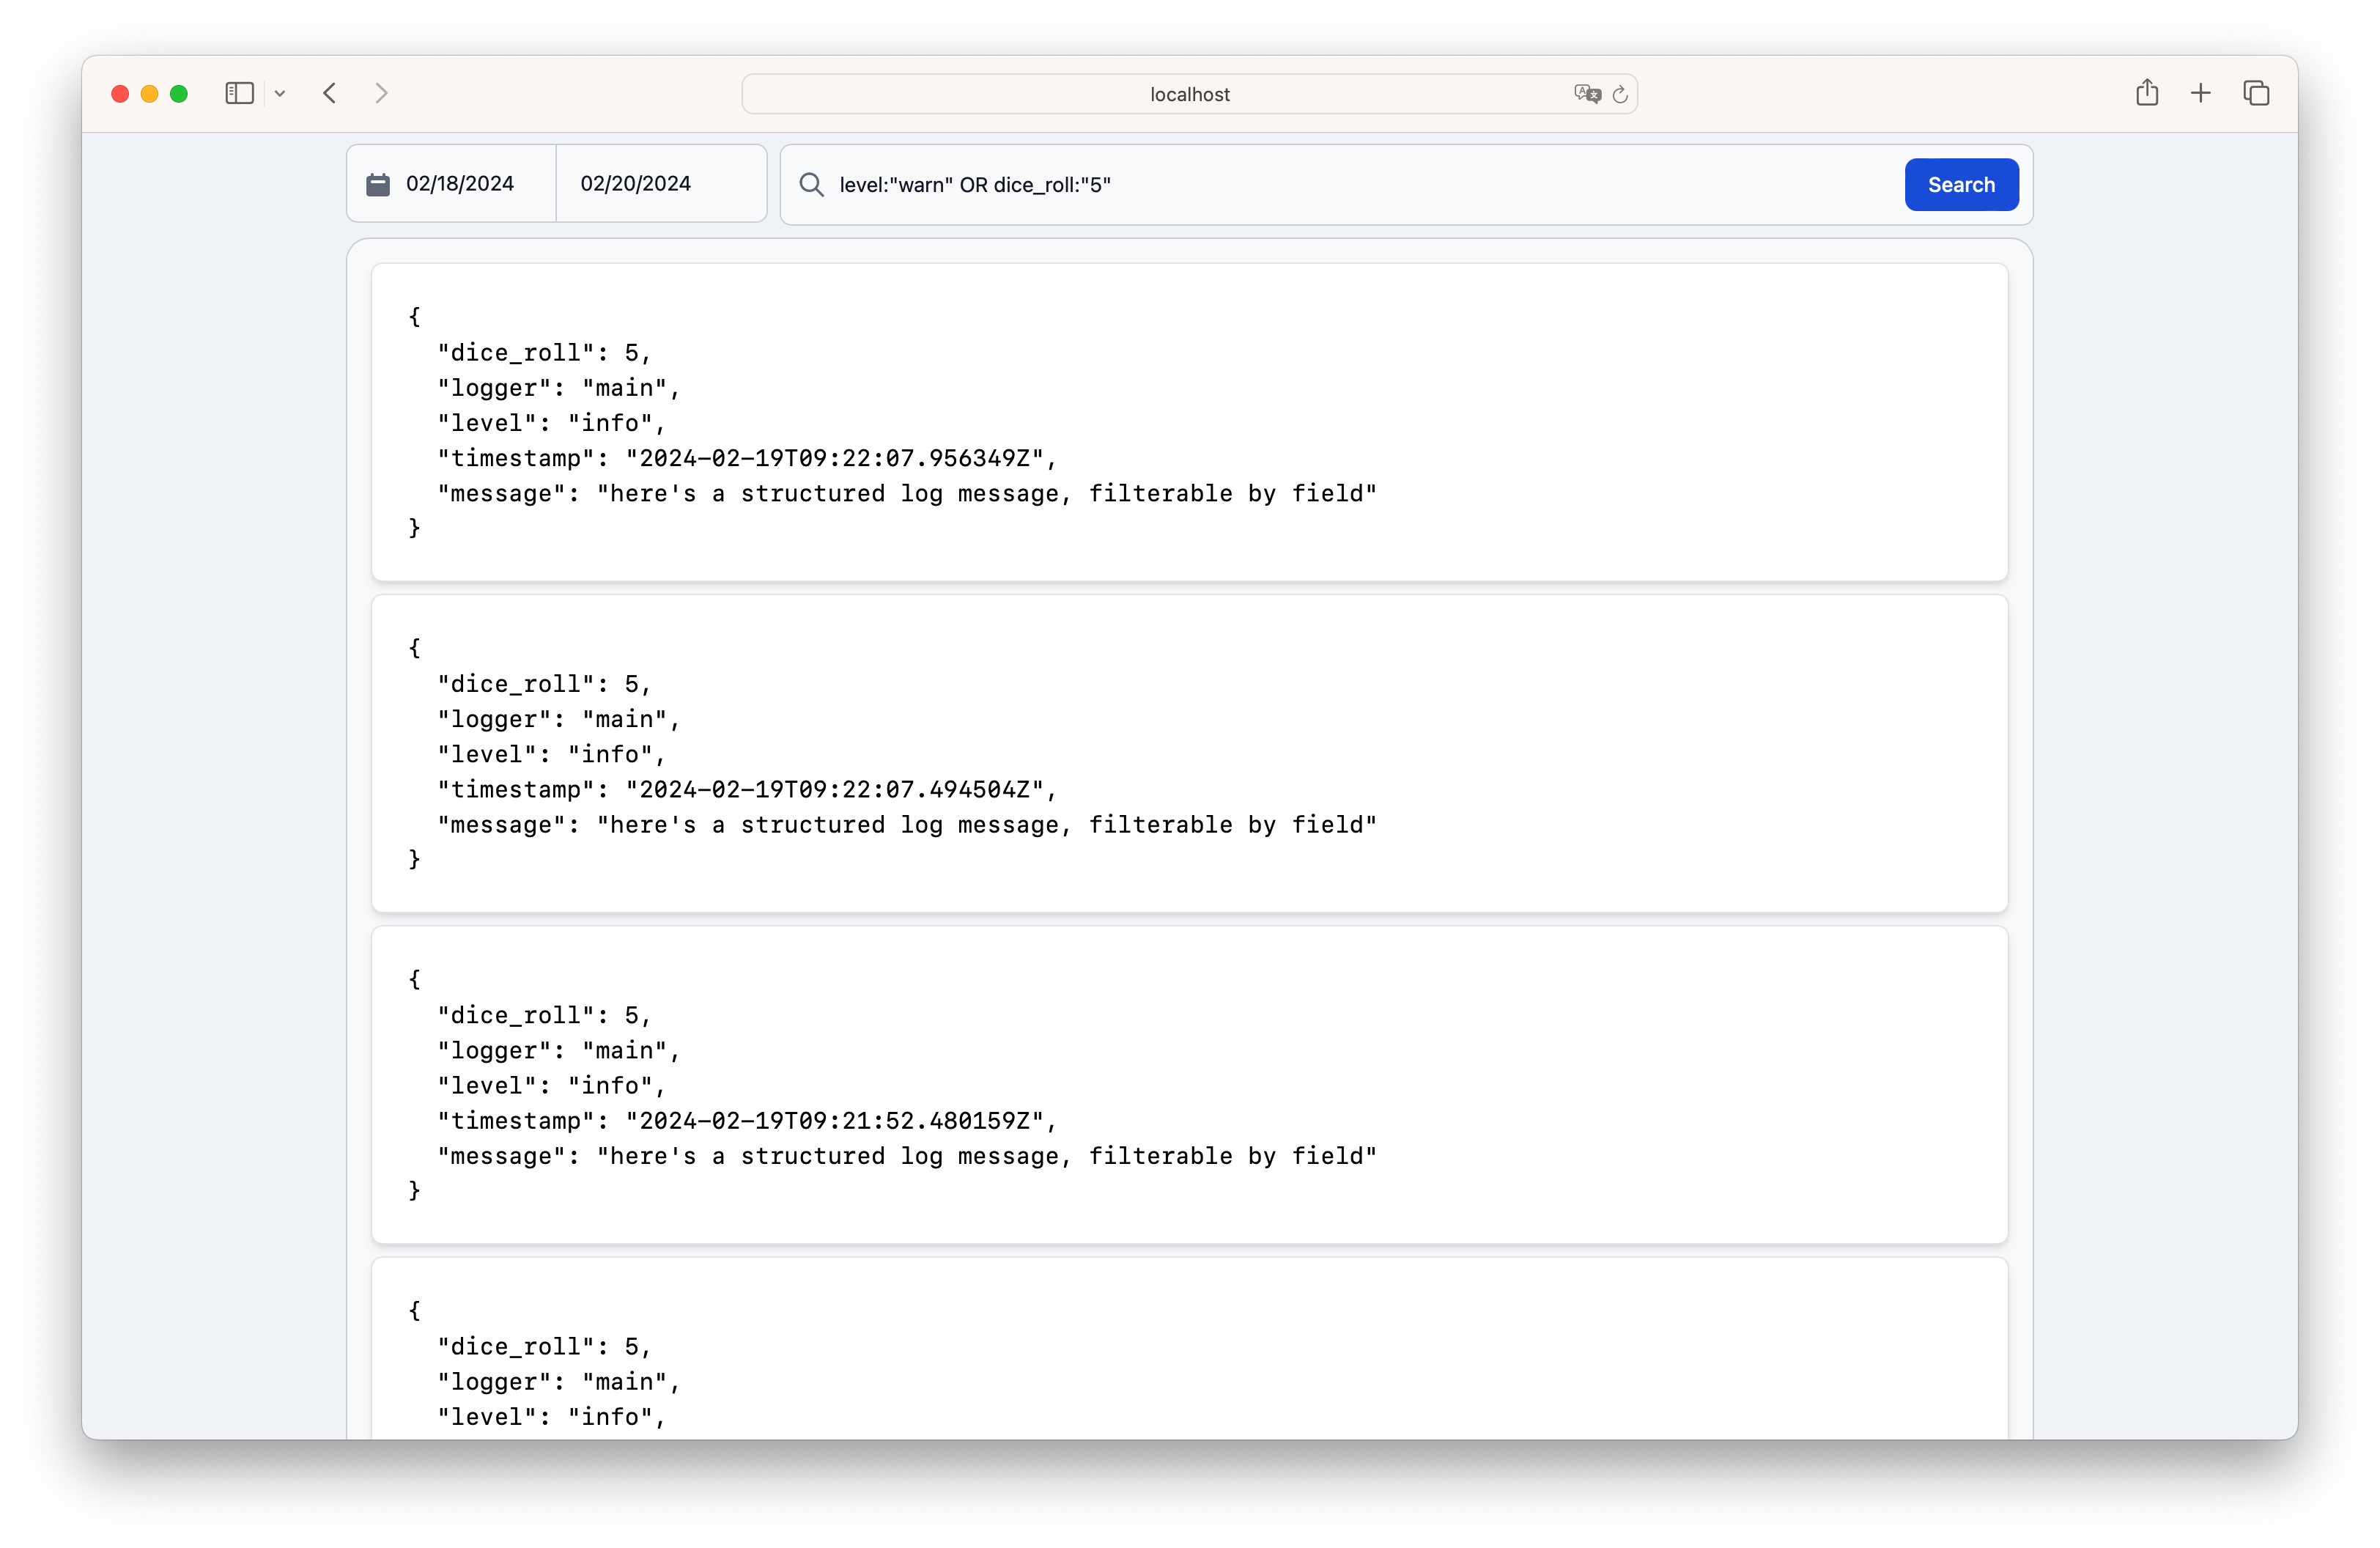 localhost
02/18/2024 02/20/2024 level:"warn" OR dice_roll:"5" Search
{
"dice_roll": 5,
"logger": "main",
"level": "info",
"timestamp": "2024-02-19T09:22:07.956349Z",
"message": "here's a structured log message, filterable by field"
}
{
"dice_roll": 5,
"logger": "main",
"level": "info",
"timestamp": "2024-02-19T09:22:07.494504Z",
"message": "here's a structured log message, filterable by field"
}
{
"dice_roll": 5,
"logger": "main",
"level": "info",
"timestamp": "2024-02-19T09:21:52.480159Z",
"message": "here's a structured log message, filterable by field"
}
{
"dice_roll": 5,
"logger": "main",
"level": "info",